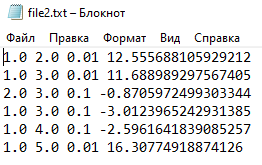 file2.txt – Блокнот
Файл Правка Формат Вид Справка
1.0 2.0 0.01 12.555688105929212
1.0 3.0 0.01 11.688989297567405
2.0 3.0 0.1 -0.8705972499303344
1.0 3.0 0.1 -3.0123965242931385
1.0 4.0 0.1 -2.5961641839085257
1.0 5.0 0.01 16.30774918874126